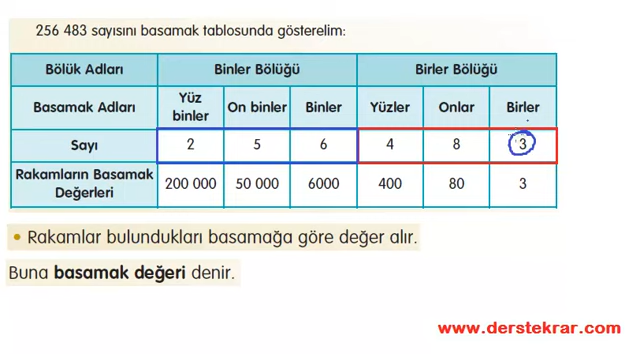 256 483 sayısını basamak tablosunda gösterelim:
Bölük Adları Binler Bölüğü Birler Bölüğü
Basamak Adları Yüz binler On binler Binler Yüzler Onlar Birler
Sayı 2 5 6 4 8 3
Rakamların Basamak Değerleri 200 000 50 000 6000 400 80 3
• Rakamlar bulundukları basamağa göre değer alır.
Buna basamak değeri denir.
www.derstekrar.com